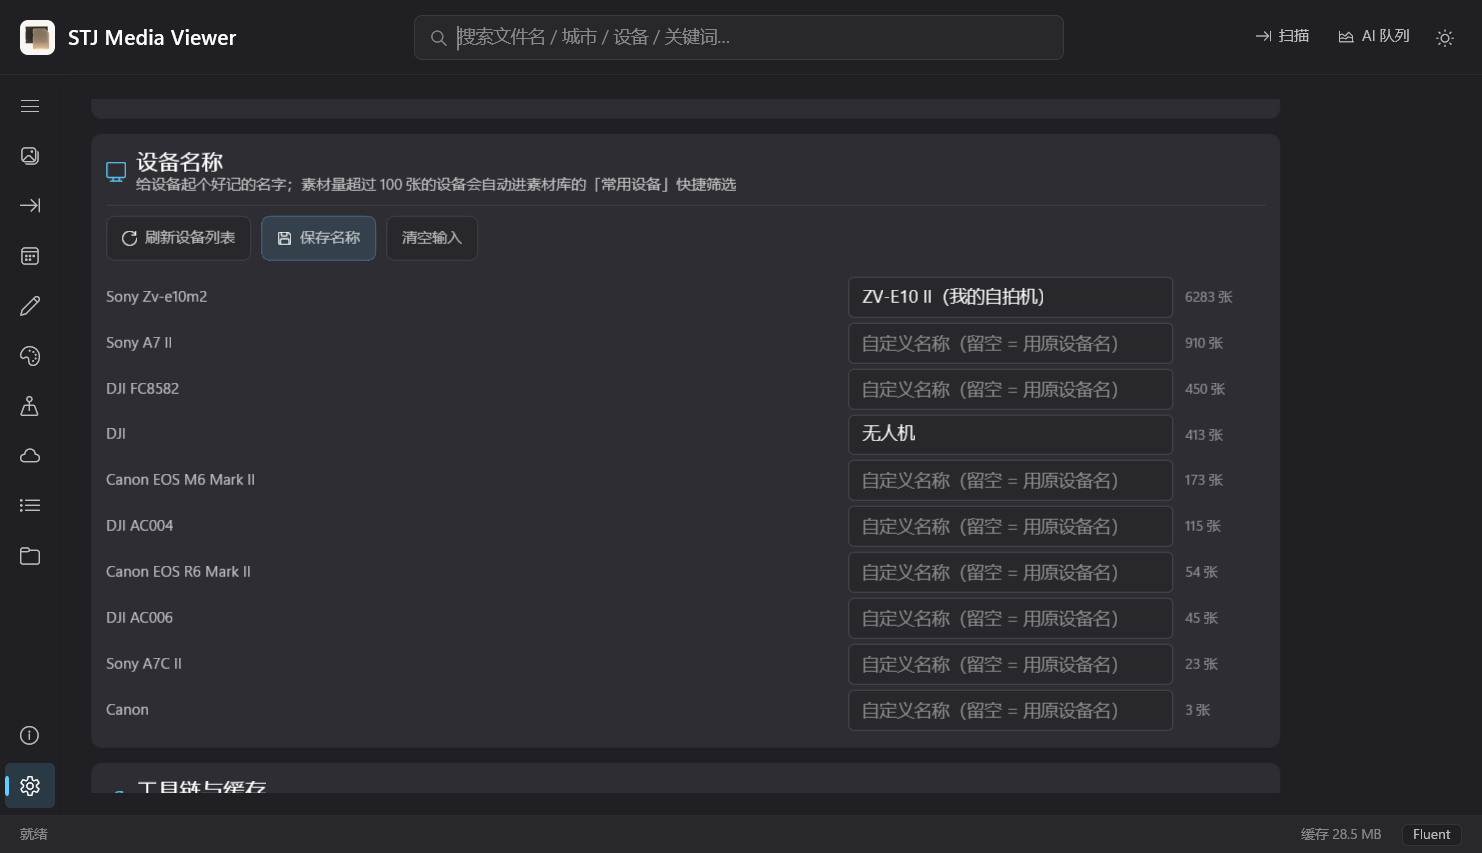 STJ Media Viewer
搜索文件名 / 城市 / 设备 / 关键词...
扫描
AI 队列
设备名称
给设备起个好记的名字；素材量超过 100 张的设备会自动进素材库的「常用设备」快捷筛选
刷新设备列表
保存名称
清空输入
Sony Zv-e10m2
ZV-E10 II（我的自拍机）
6283 张
Sony A7 II
自定义名称（留空 = 用原设备名）
910 张
DJI FC8582
自定义名称（留空 = 用原设备名）
450 张
DJI
无人机
413 张
Canon EOS M6 Mark II
自定义名称（留空 = 用原设备名）
173 张
DJI AC004
自定义名称（留空 = 用原设备名）
115 张
Canon EOS R6 Mark II
自定义名称（留空 = 用原设备名）
54 张
DJI AC006
自定义名称（留空 = 用原设备名）
45 张
Sony A7C II
自定义名称（留空 = 用原设备名）
23 张
Canon
自定义名称（留空 = 用原设备名）
3 张
工具链与缓存
就绪
缓存 28.5 MB
Fluent